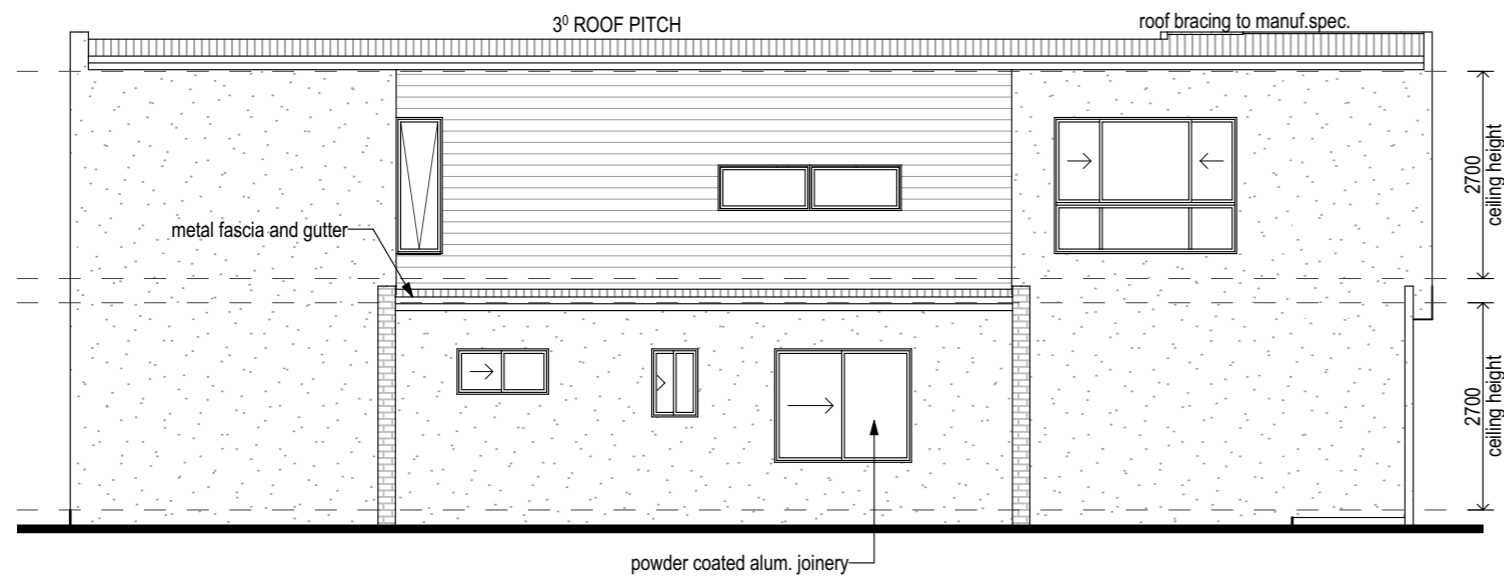 3⁰ ROOF PITCH
roof bracing to manuf.spec.
2700
ceiling height
metal fascia and gutter
2700
ceiling height
powder coated alum. joinery